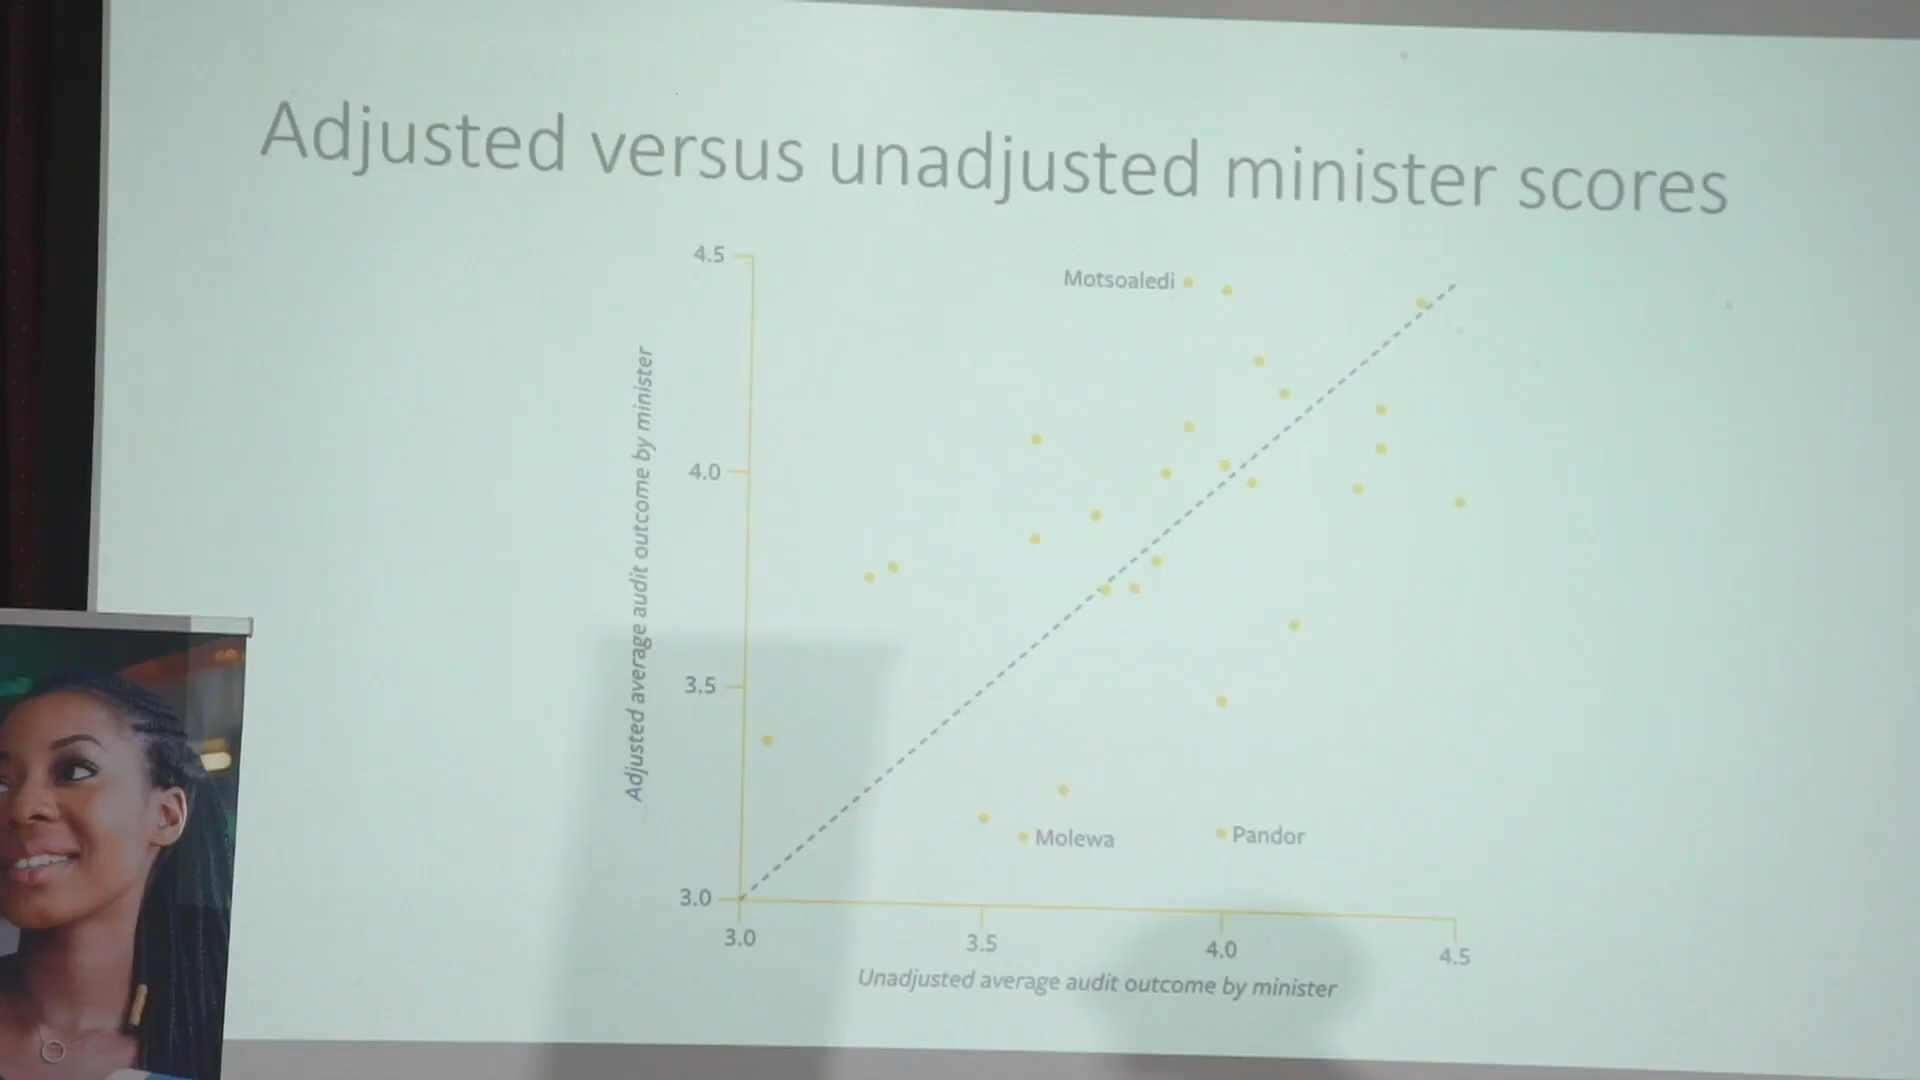 Adjusted versus unadjusted minister scores
4.5
Motsoaledi
Adjusted average audit outcome by minister
4.0
3.5
Molewa
Pandor
3.0
3.0
3.5
4.0
4.5
Unadjusted average audit outcome by minister